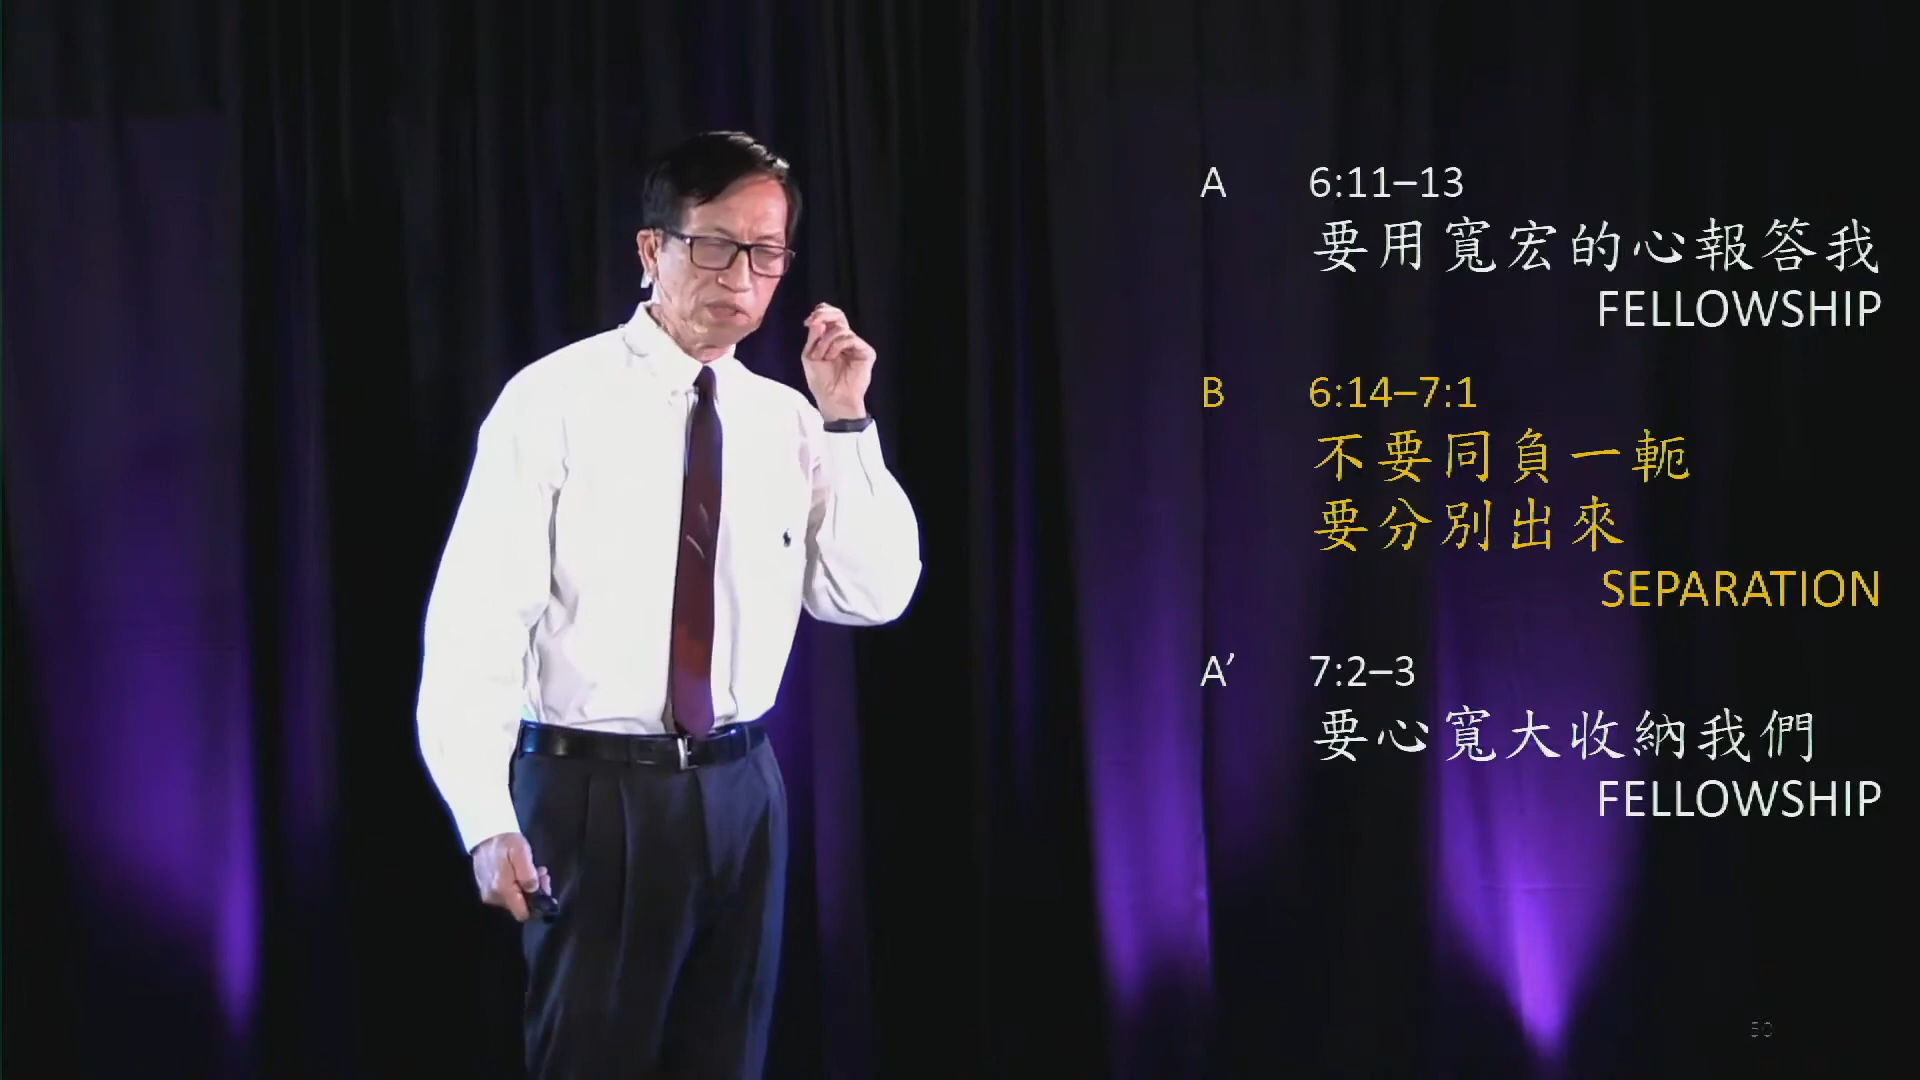 A 6:11–13
要用寬宏的心報答我
FELLOWSHIP
B 6:14–7:1
不要同負一軛
要分別出來
SEPARATION
A’ 7:2–3
要心寬大收納我們
FELLOWSHIP
50